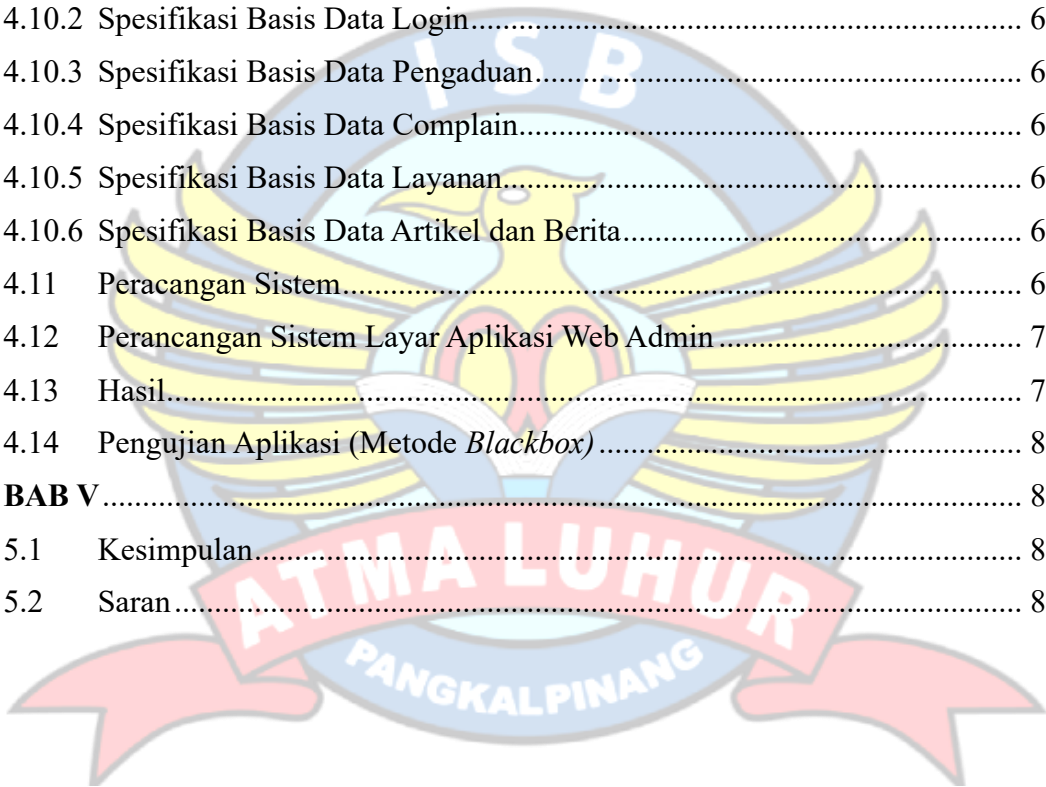 4.10.2 Spesifikasi Basis Data Login........................................................................ 6
4.10.3 Spesifikasi Basis Data Pengaduan............................................................... 6
4.10.4 Spesifikasi Basis Data Complain................................................................. 6
4.10.5 Spesifikasi Basis Data Layanan................................................................... 6
4.10.6 Spesifikasi Basis Data Artikel dan Berita.................................................... 6
4.11 Peracangan Sistem.......................................................................................... 6
4.12 Perancangan Sistem Layar Aplikasi Web Admin ......................................... 7
4.13 Hasil................................................................................................................ 7
4.14 Pengujian Aplikasi (Metode Blackbox) ......................................................... 8
BAB V....................................................................................................................... 8
5.1 Kesimpulan....................................................................................................... 8
5.2 Saran ................................................................................................................ 8
ISB
ATMA LUHUR
PANGKALPINANG